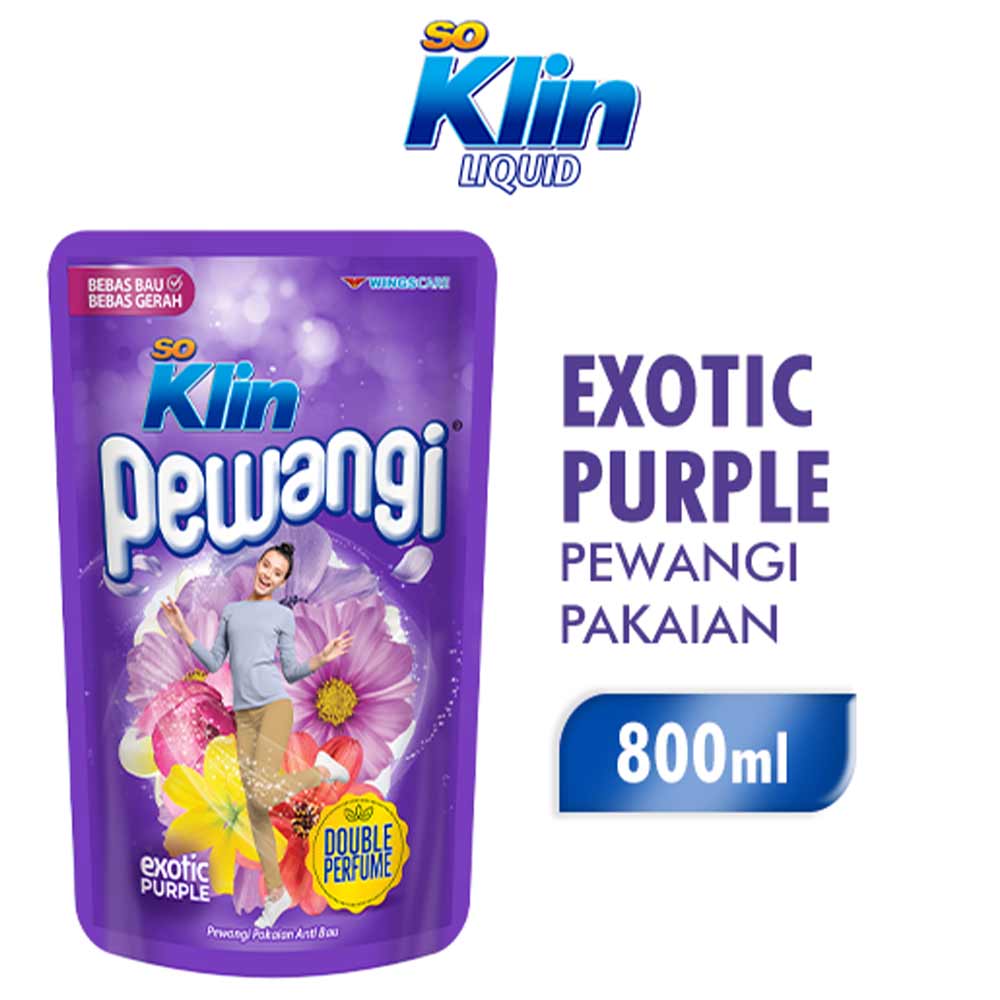 SO
Klin
LIQUID
BEBAS BAU
BEBAS GERAH
WINGSCARE
SO
Klin
Pewangi
®
DOUBLE
PERFUME
exotic
PURPLE
Pewangi Pakaian Anti Bau
EXOTIC
PURPLE
PEWANGI
PAKAIAN
800ml